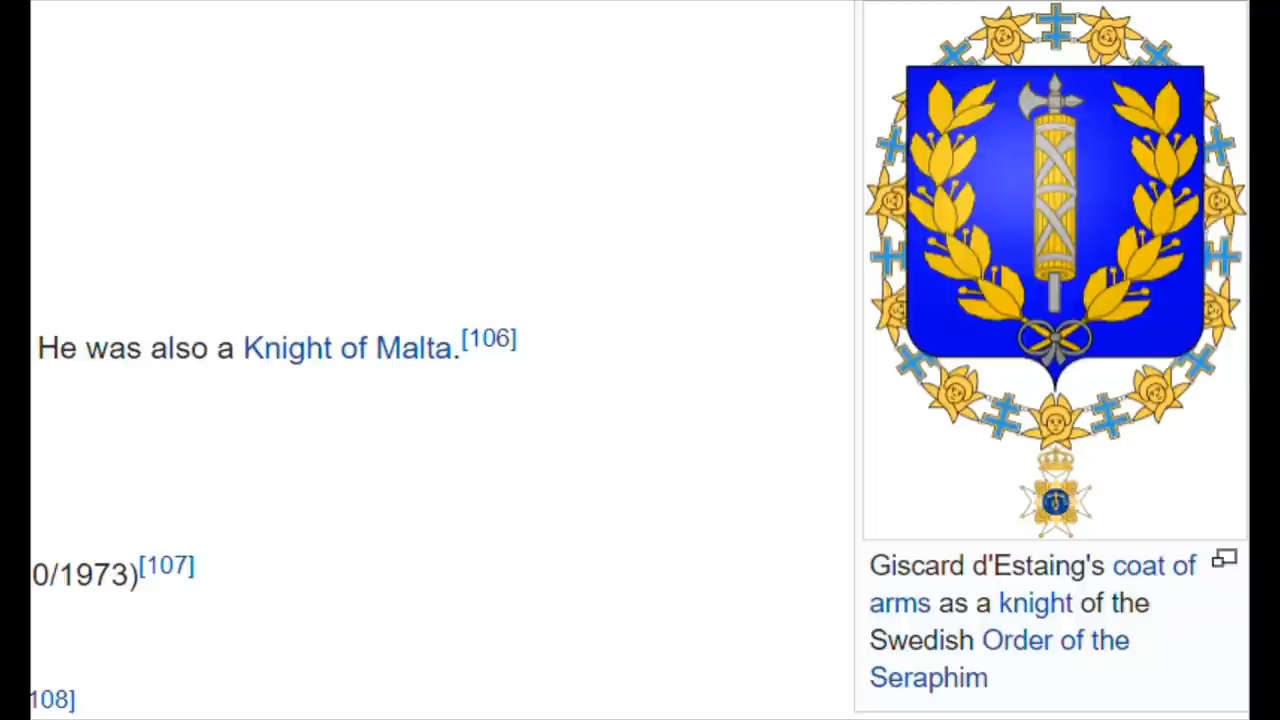 He was also a Knight of Malta.[106]
0/1973)[107]
108]
Giscard d'Estaing's coat of
arms as a knight of the
Swedish Order of the
Seraphim